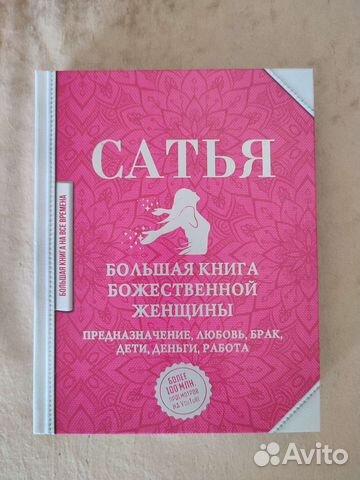 САТЬЯ
БОЛЬШАЯ КНИГА
БОЖЕСТВЕННОЙ
ЖЕНЩИНЫ
ПРЕДНАЗНАЧЕНИЕ, ЛЮБОВЬ, БРАК,
ДЕТИ, ДЕНЬГИ, РАБОТА
БОЛЕЕ
100 МЛН.
ПРОСМОТРОВ
НА YOUTUBE
БОЛЬШАЯ КНИГА НА ВСЕ ВРЕМЕНА
Avito